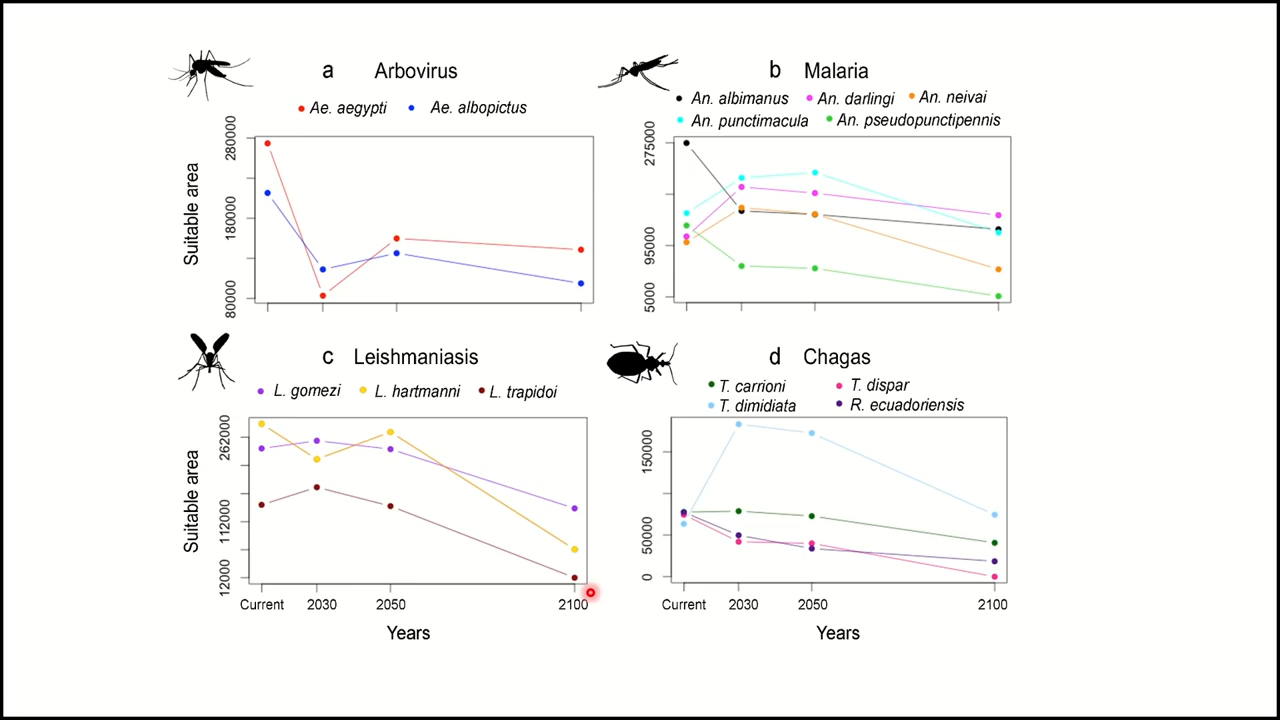 a Arbovirus
Ae. aegypti Ae. albopictus
Suitable area
280000
180000
80000
b Malaria
An. albimanus An. darlingi An. neivai
An. punctimacula An. pseudopunctipennis
275000
95000
5000
c Leishmaniasis
L. gomezi L. hartmanni L. trapidoi
Suitable area
262000
112000
12000
Current 2030 2050 2100
Years
d Chagas
T. carrioni T. dispar
T. dimidiata R. ecuadoriensis
150000
50000
0
Current 2030 2050 2100
Years